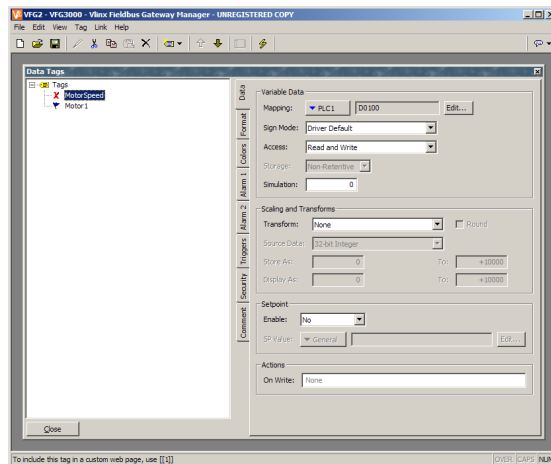 VFG2 - VFG3000 - Vlinx Fieldbus Gateway Manager - UNREGISTERED COPY
File Edit View Tag Link Help
Data Tags
Tags
MotorSpeed
Motor1
Data
Format
Colors
Alarm 1
Alarm 2
Triggers
Security
Comment
Variable Data
Mapping: PLC1 D0100 Edit...
Sign Mode: Driver Default
Access: Read and Write
Storage: Non-Retentive
Simulation: 0
Scaling and Transforms
Transform: None Round
Source Data: 32-bit Integer
Store As: 0 To: +10000
Display As: 0 To: +10000
Setpoint
Enable: No
SP Value: General Edit...
Actions
On Write: None
Close
To include this tag in a custom web page, use [[1]]
OVER CAPS NUM